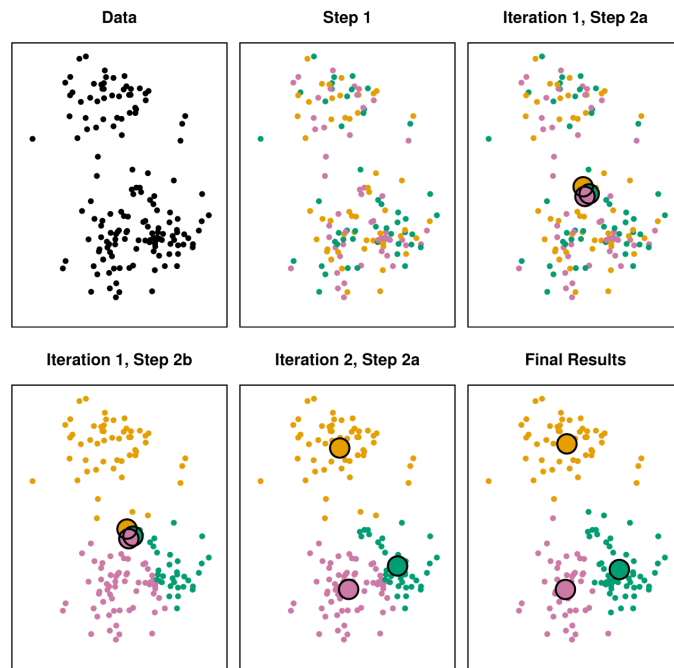 Data
Step 1
Iteration 1, Step 2a
Iteration 1, Step 2b
Iteration 2, Step 2a
Final Results